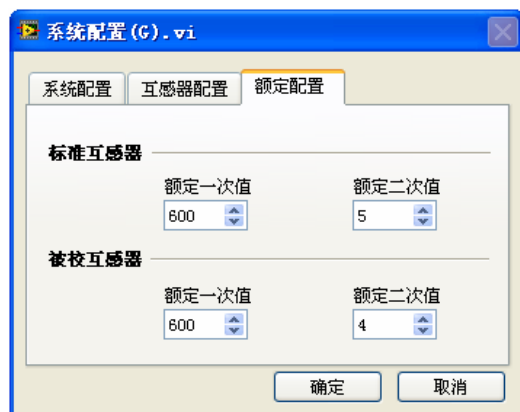 系统配置(G).vi
系统配置 互感器配置 额定配置
标准互感器
额定一次值 额定二次值
600 5
被校互感器
额定一次值 额定二次值
600 4
确定 取消